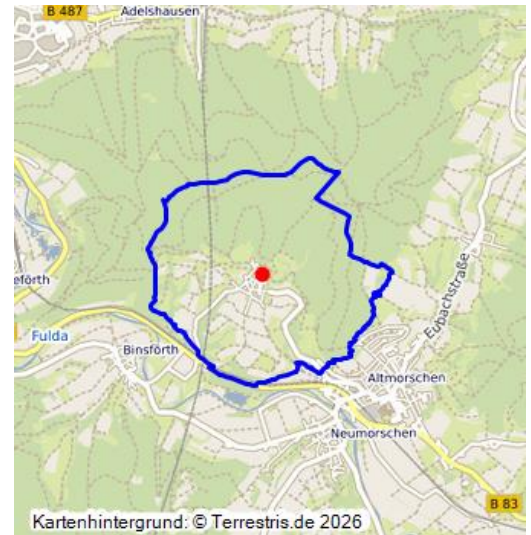 B 487
Adelshausen
Eubachstraße
eförth
Fulda
Binsförth
Altmorschen
Neumorschen
B 83
Kartenhintergrund: © Terrestris.de 2026